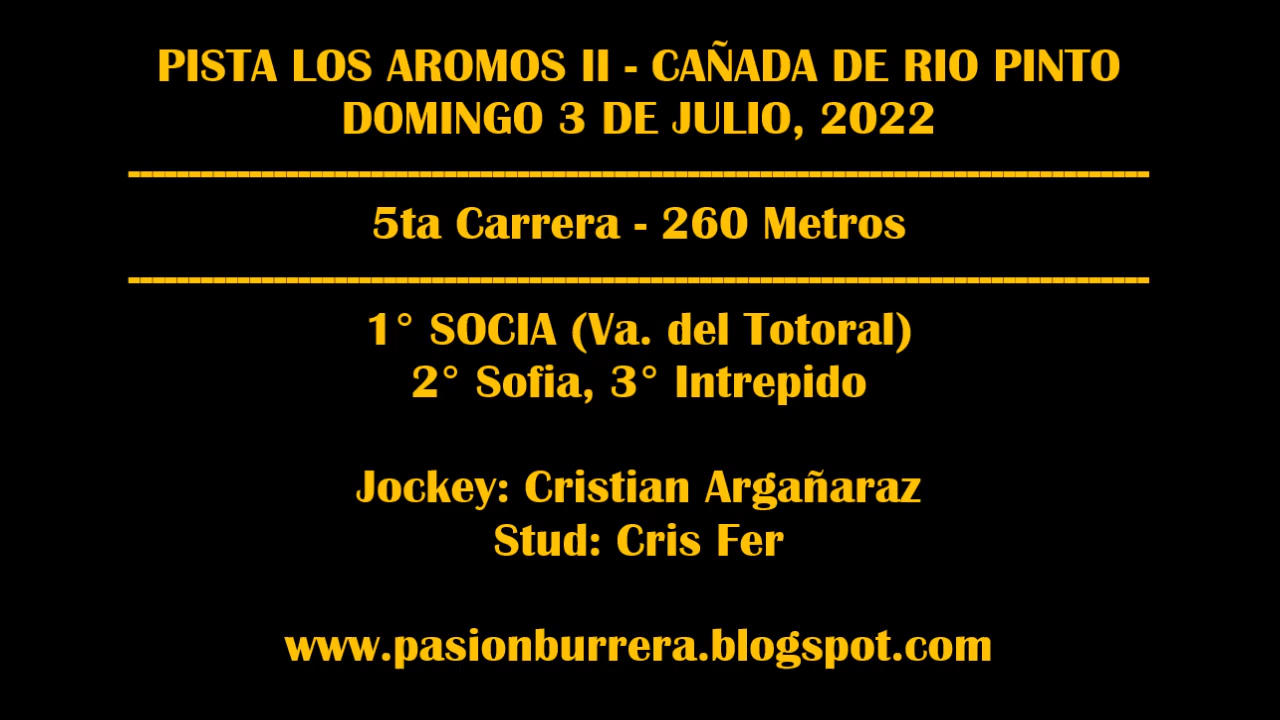 PISTA LOS AROMOS II - CAÑADA DE RIO PINTO
DOMINGO 3 DE JULIO, 2022
------------------------------------------------------------------------------------
5ta Carrera - 260 Metros
------------------------------------------------------------------------------------
1° SOCIA (Va. del Totoral)
2° Sofia, 3° Intrepido
Jockey: Cristian Argañaraz
Stud: Cris Fer
www.pasionburrera.blogspot.com